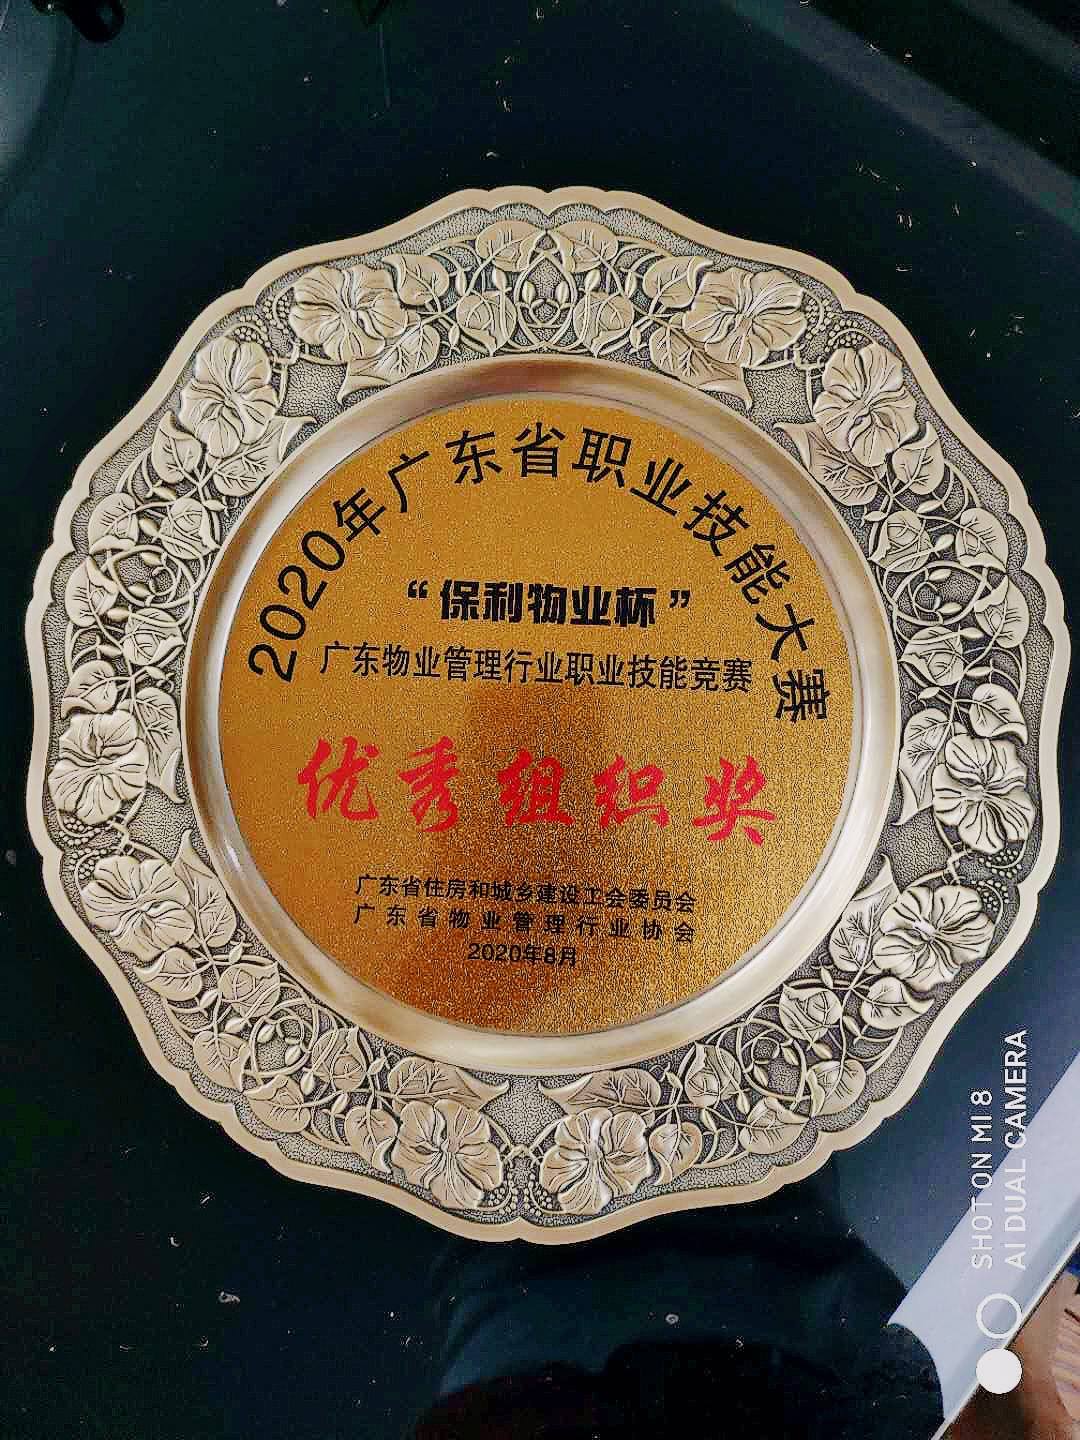 2020年广东省职业技能大赛
“保利物业杯”
广东物业管理行业职业技能竞赛
优秀组织奖
广东省住房和城乡建设工会委员会
广东省物业管理行业协会
2020年8月
SHOT ON MI 8
AI DUAL CAMERA